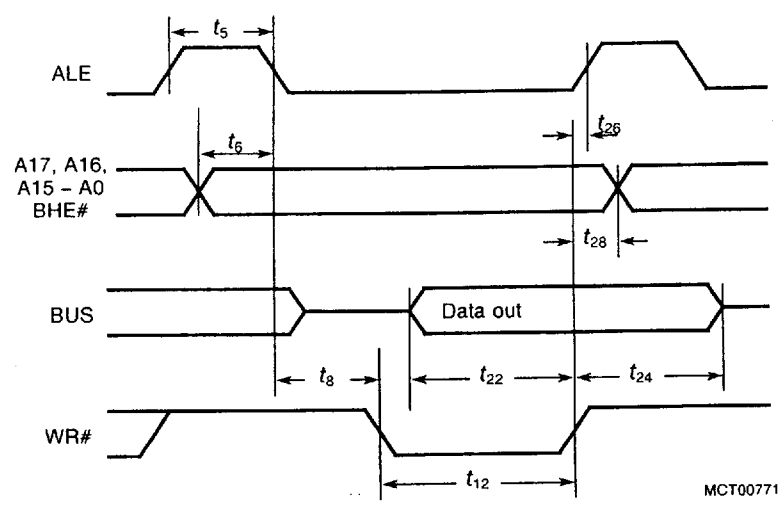 t5
ALE
t26
t6
A17, A16,
A15 – A0
BHE#
t28
BUS
Data out
t8
t22
t24
WR#
t12
MCT00771